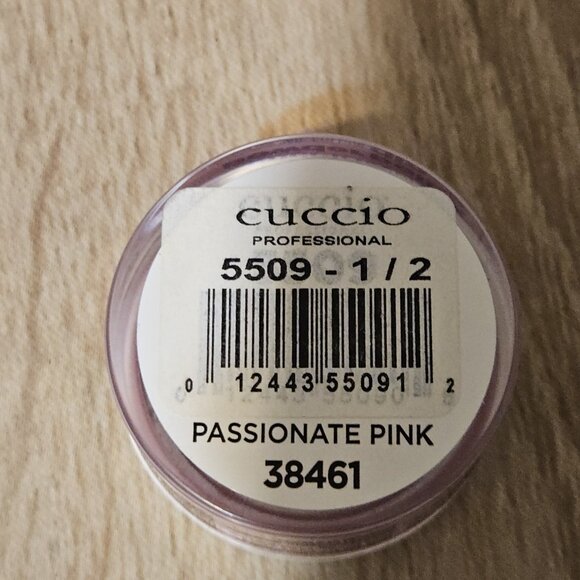 cuccio
PROFESSIONAL
5509 - 1 / 2
0 12443 55091 2
PASSIONATE PINK
38461